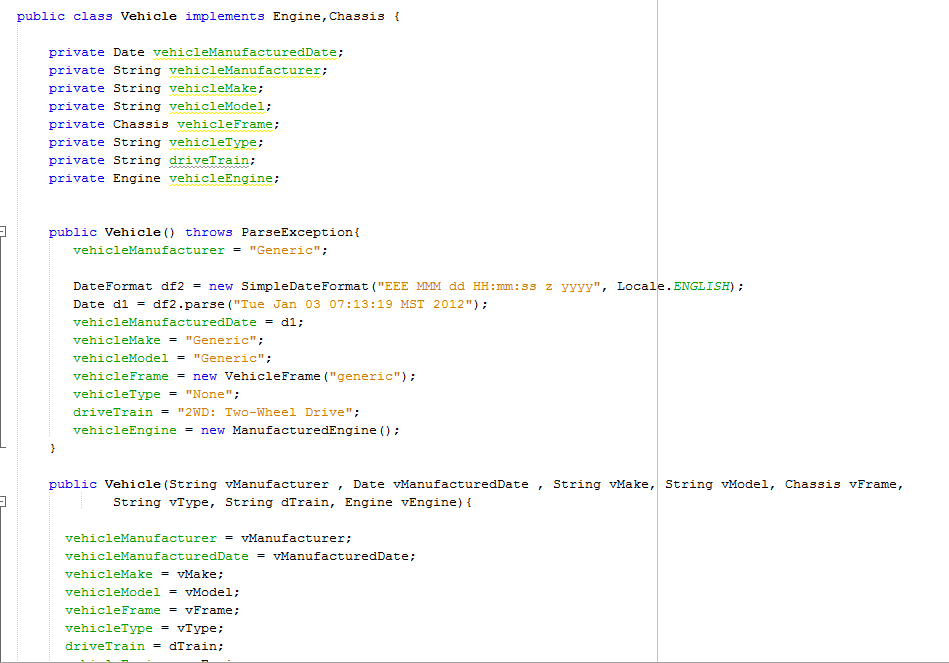 public class Vehicle implements Engine,Chassis {
private Date vehicleManufacturedDate;
private String vehicleManufacturer;
private String vehicleMake;
private String vehicleModel;
private Chassis vehicleFrame;
private String vehicleType;
private String driveTrain;
private Engine vehicleEngine;
public Vehicle() throws ParseException{
vehicleManufacturer = "Generic";
DateFormat df2 = new SimpleDateFormat("EEE MMM dd HH:mm:ss z yyyy", Locale.ENGLISH);
Date d1 = df2.parse("Tue Jan 03 07:13:19 MST 2012");
vehicleManufacturedDate = d1;
vehicleMake = "Generic";
vehicleModel = "Generic";
vehicleFrame = new VehicleFrame("generic");
vehicleType = "None";
driveTrain = "2WD: Two-Wheel Drive";
vehicleEngine = new ManufacturedEngine();
}
public Vehicle(String vManufacturer , Date vManufacturedDate , String vMake, String vModel, Chassis vFrame,
String vType, String dTrain, Engine vEngine){
vehicleManufacturer = vManufacturer;
vehicleManufacturedDate = vManufacturedDate;
vehicleMake = vMake;
vehicleModel = vModel;
vehicleFrame = vFrame;
vehicleType = vType;
driveTrain = dTrain;